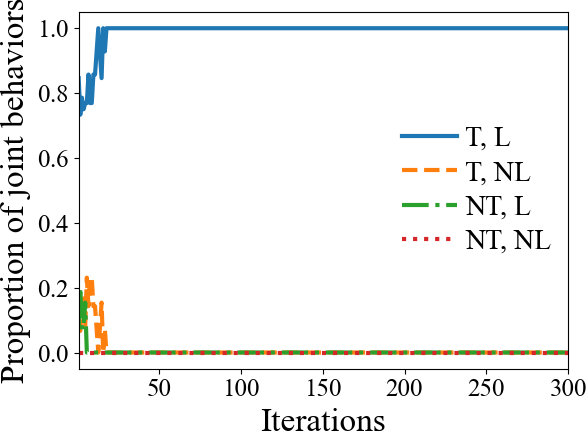 Proportion of joint behaviors
1.0
0.8
0.6
0.4
0.2
0.0
T, L
T, NL
NT, L
NT, NL
50 100 150 200 250 300
Iterations